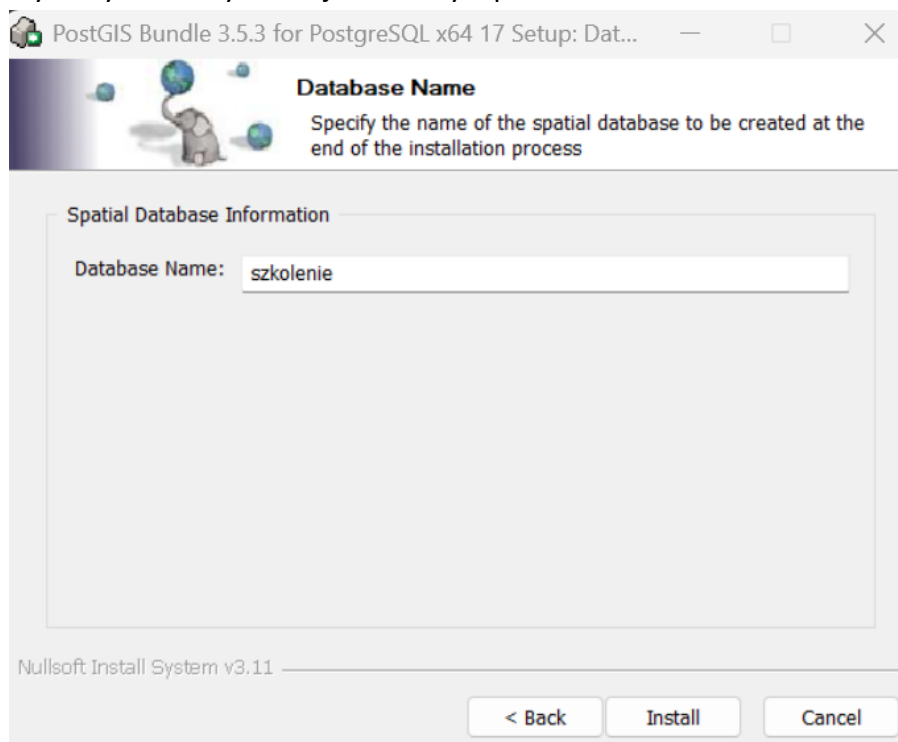 PostGIS Bundle 3.5.3 for PostgreSQL x64 17 Setup: Dat...
Database Name
Specify the name of the spatial database to be created at the
end of the installation process
Spatial Database Information
Database Name: szkolenie
Nullsoft Install System v3.11
< Back Install Cancel